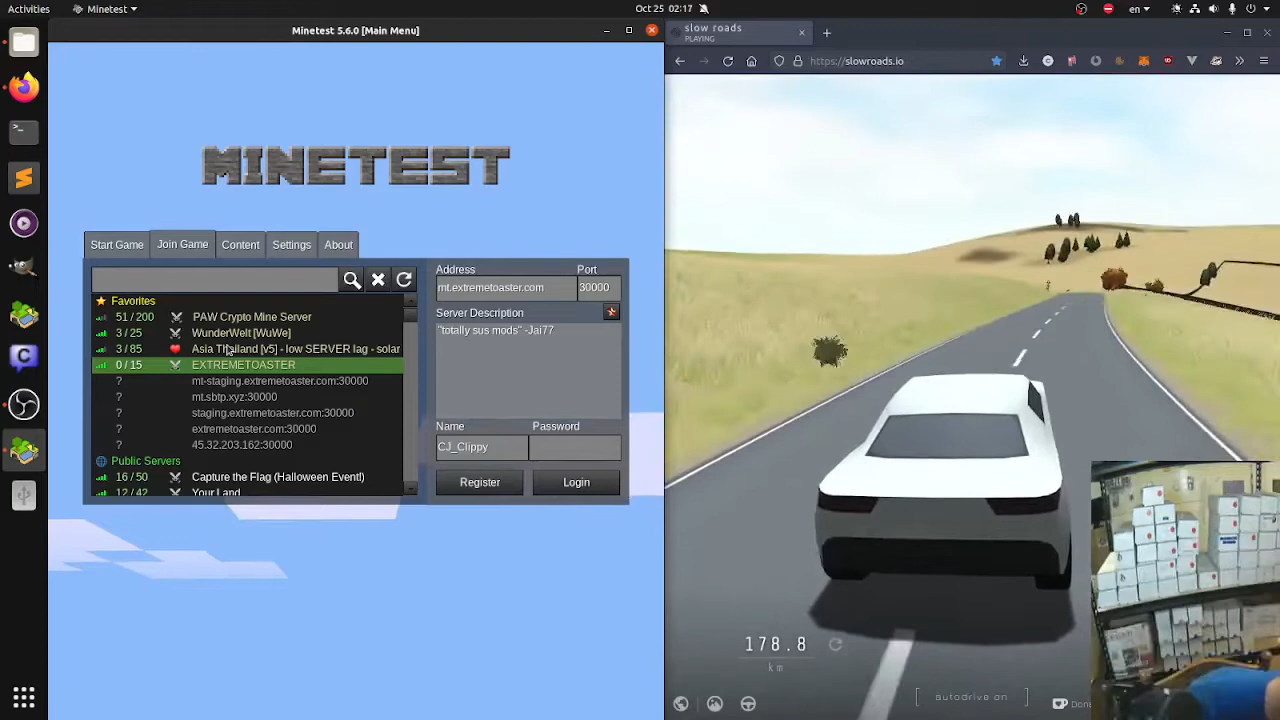 Activities
Minetest
Oct 25 02:17
en
Minetest 5.6.0 [Main Menu]
MINETEST
Start Game
Join Game
Content
Settings
About
Favorites
51 / 200 PAW Crypto Mine Server
3 / 25 WunderWelt [WuWe]
3 / 85 Asia Thailand [v5] - low SERVER lag - solar
0 / 15 EXTREMETOASTER
? mt-staging.extremetoaster.com:30000
? mt.sbtp.xyz:30000
? staging.extremetoaster.com:30000
? extremetoaster.com:30000
? 45.32.203.162:30000
Public Servers
16 / 50 Capture the Flag (Halloween Event!)
12 / 42 Your Land
Address
Port
mt.extremetoaster.com
30000
Server Description
"totally sus mods" -Jai77
Name
Password
CJ_Clippy
Register
Login
slow roads
PLAYING
https://slowroads.io
178.8
km
[ autodrive on ]
Don